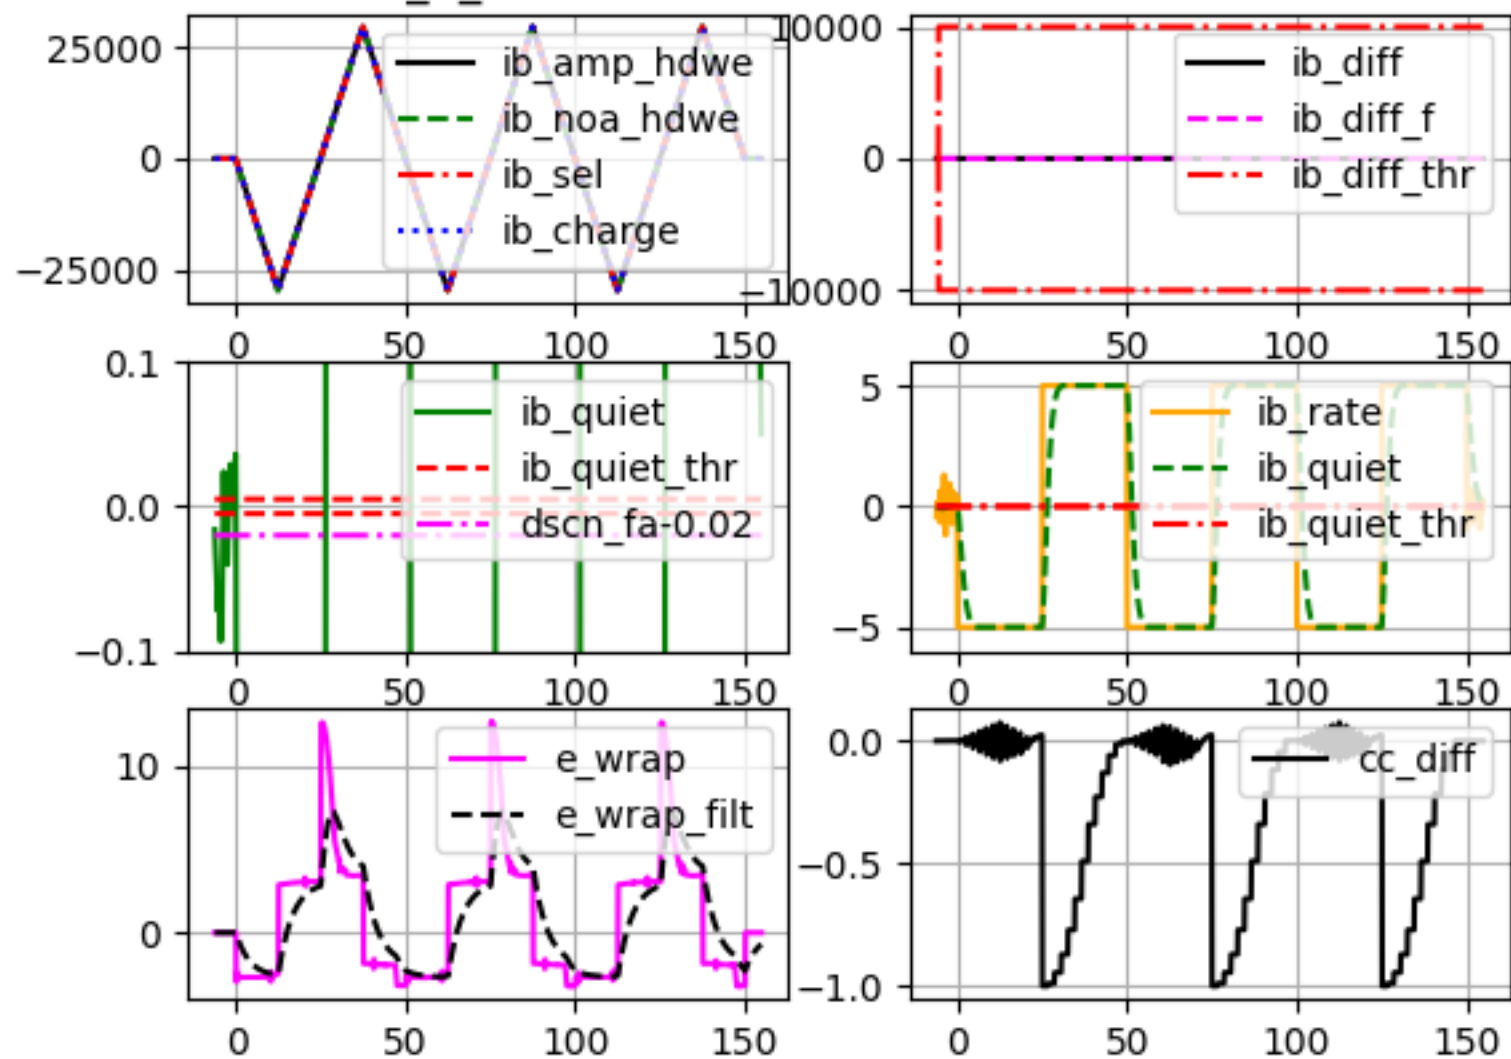 25000
0
−25000
ib_amp_hdwe
ib_noa_hdwe
ib_sel
ib_charge
0 50 100 150
10000
0
−10000
ib_diff
ib_diff_f
ib_diff_thr
0 50 100 150
0.1
0.0
−0.1
ib_quiet
ib_quiet_thr
dscn_fa-0.02
0 50 100 150
5
0
−5
ib_rate
ib_quiet
ib_quiet_thr
0 50 100 150
10
0
e_wrap
e_wrap_filt
0 50 100 150
0.0
−0.5
−1.0
cc_diff
0 50 100 150